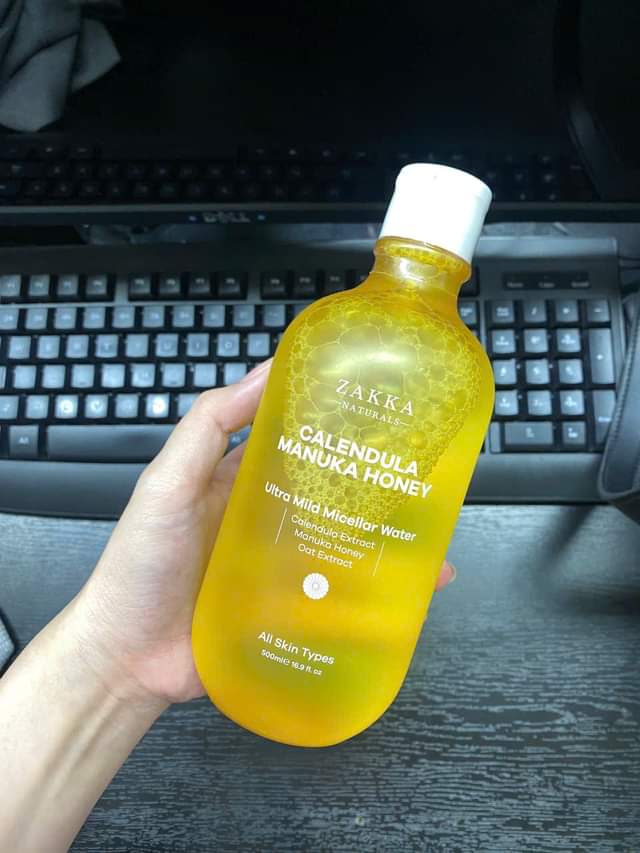 DELL
ZAKKA
NATURALS
CALENDULA
MANUKA HONEY
Ultra Mild Micellar Water
Calendula Extract
Manuka Honey
Oat Extract
All Skin Types
500ml℮ 16.9 fl. oz